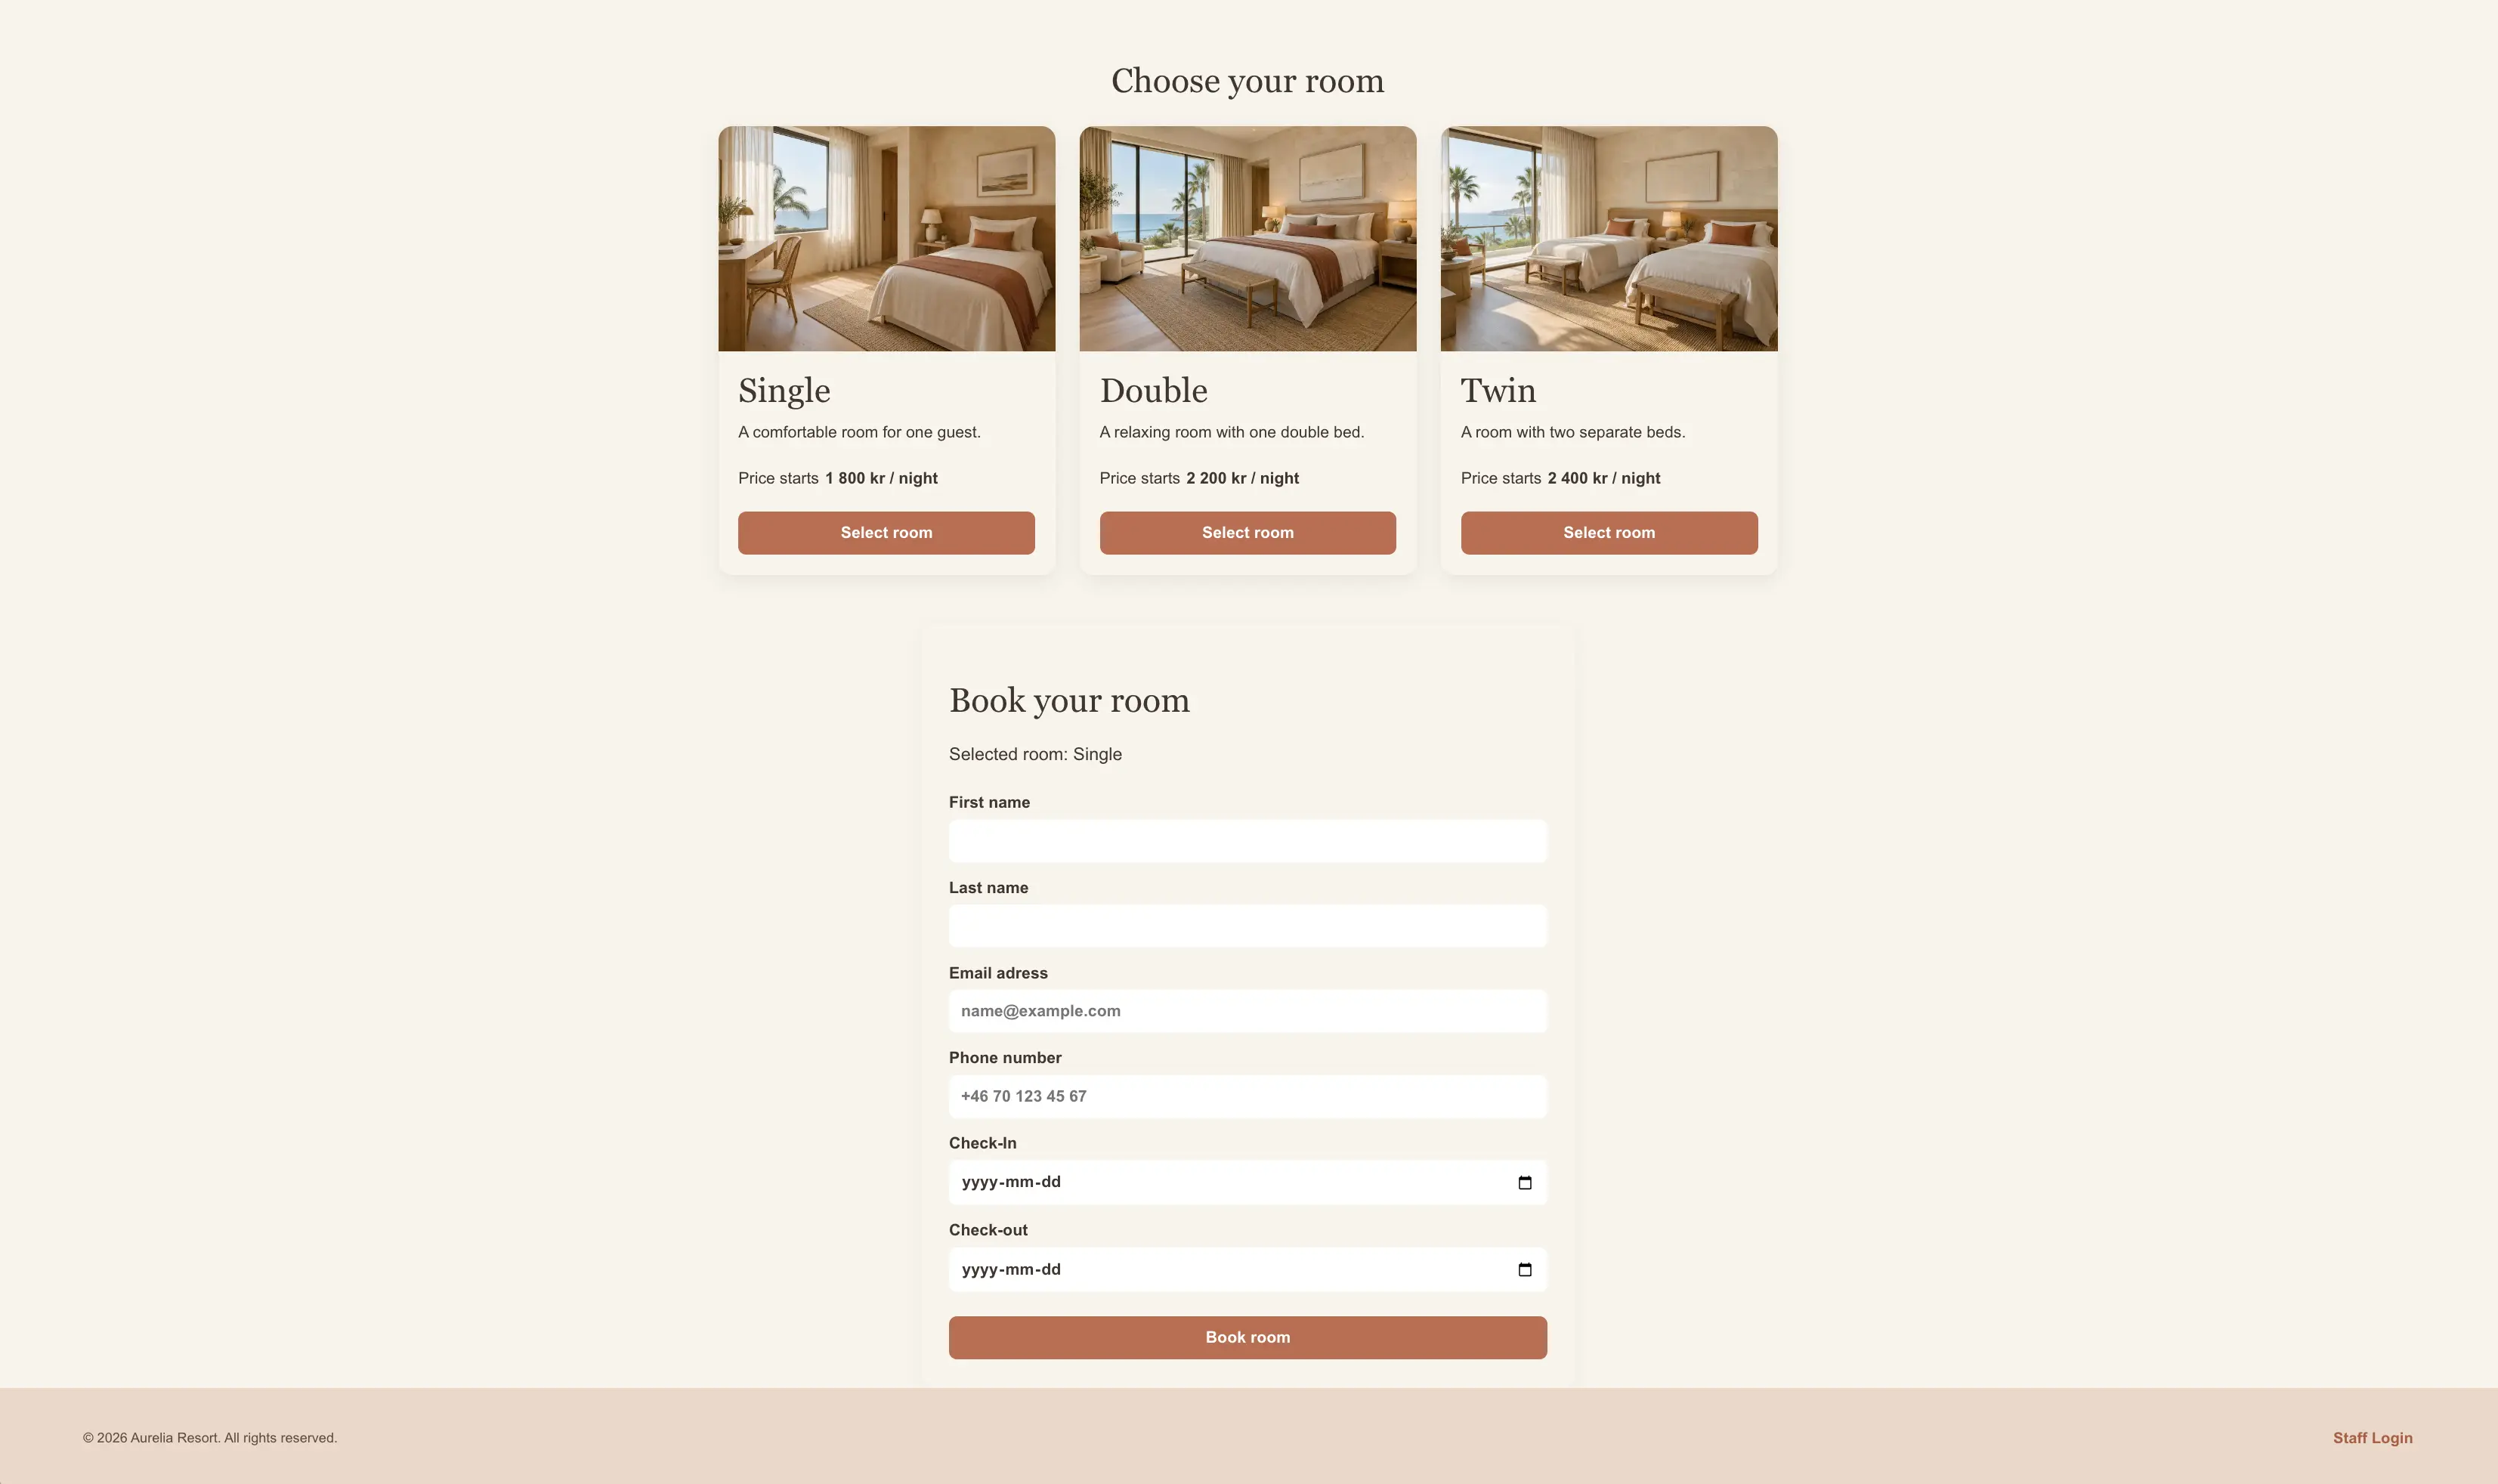 Choose your room
Single
A comfortable room for one guest.
Price starts 1 800 kr / night
Select room
Double
A relaxing room with one double bed.
Price starts 2 200 kr / night
Select room
Twin
A room with two separate beds.
Price starts 2 400 kr / night
Select room
Book your room
Selected room: Single
First name
Last name
Email adress
name@example.com
Phone number
+46 70 123 45 67
Check-In
yyyy-mm-dd
Check-out
yyyy-mm-dd
Book room
© 2026 Aurelia Resort. All rights reserved.
Staff Login